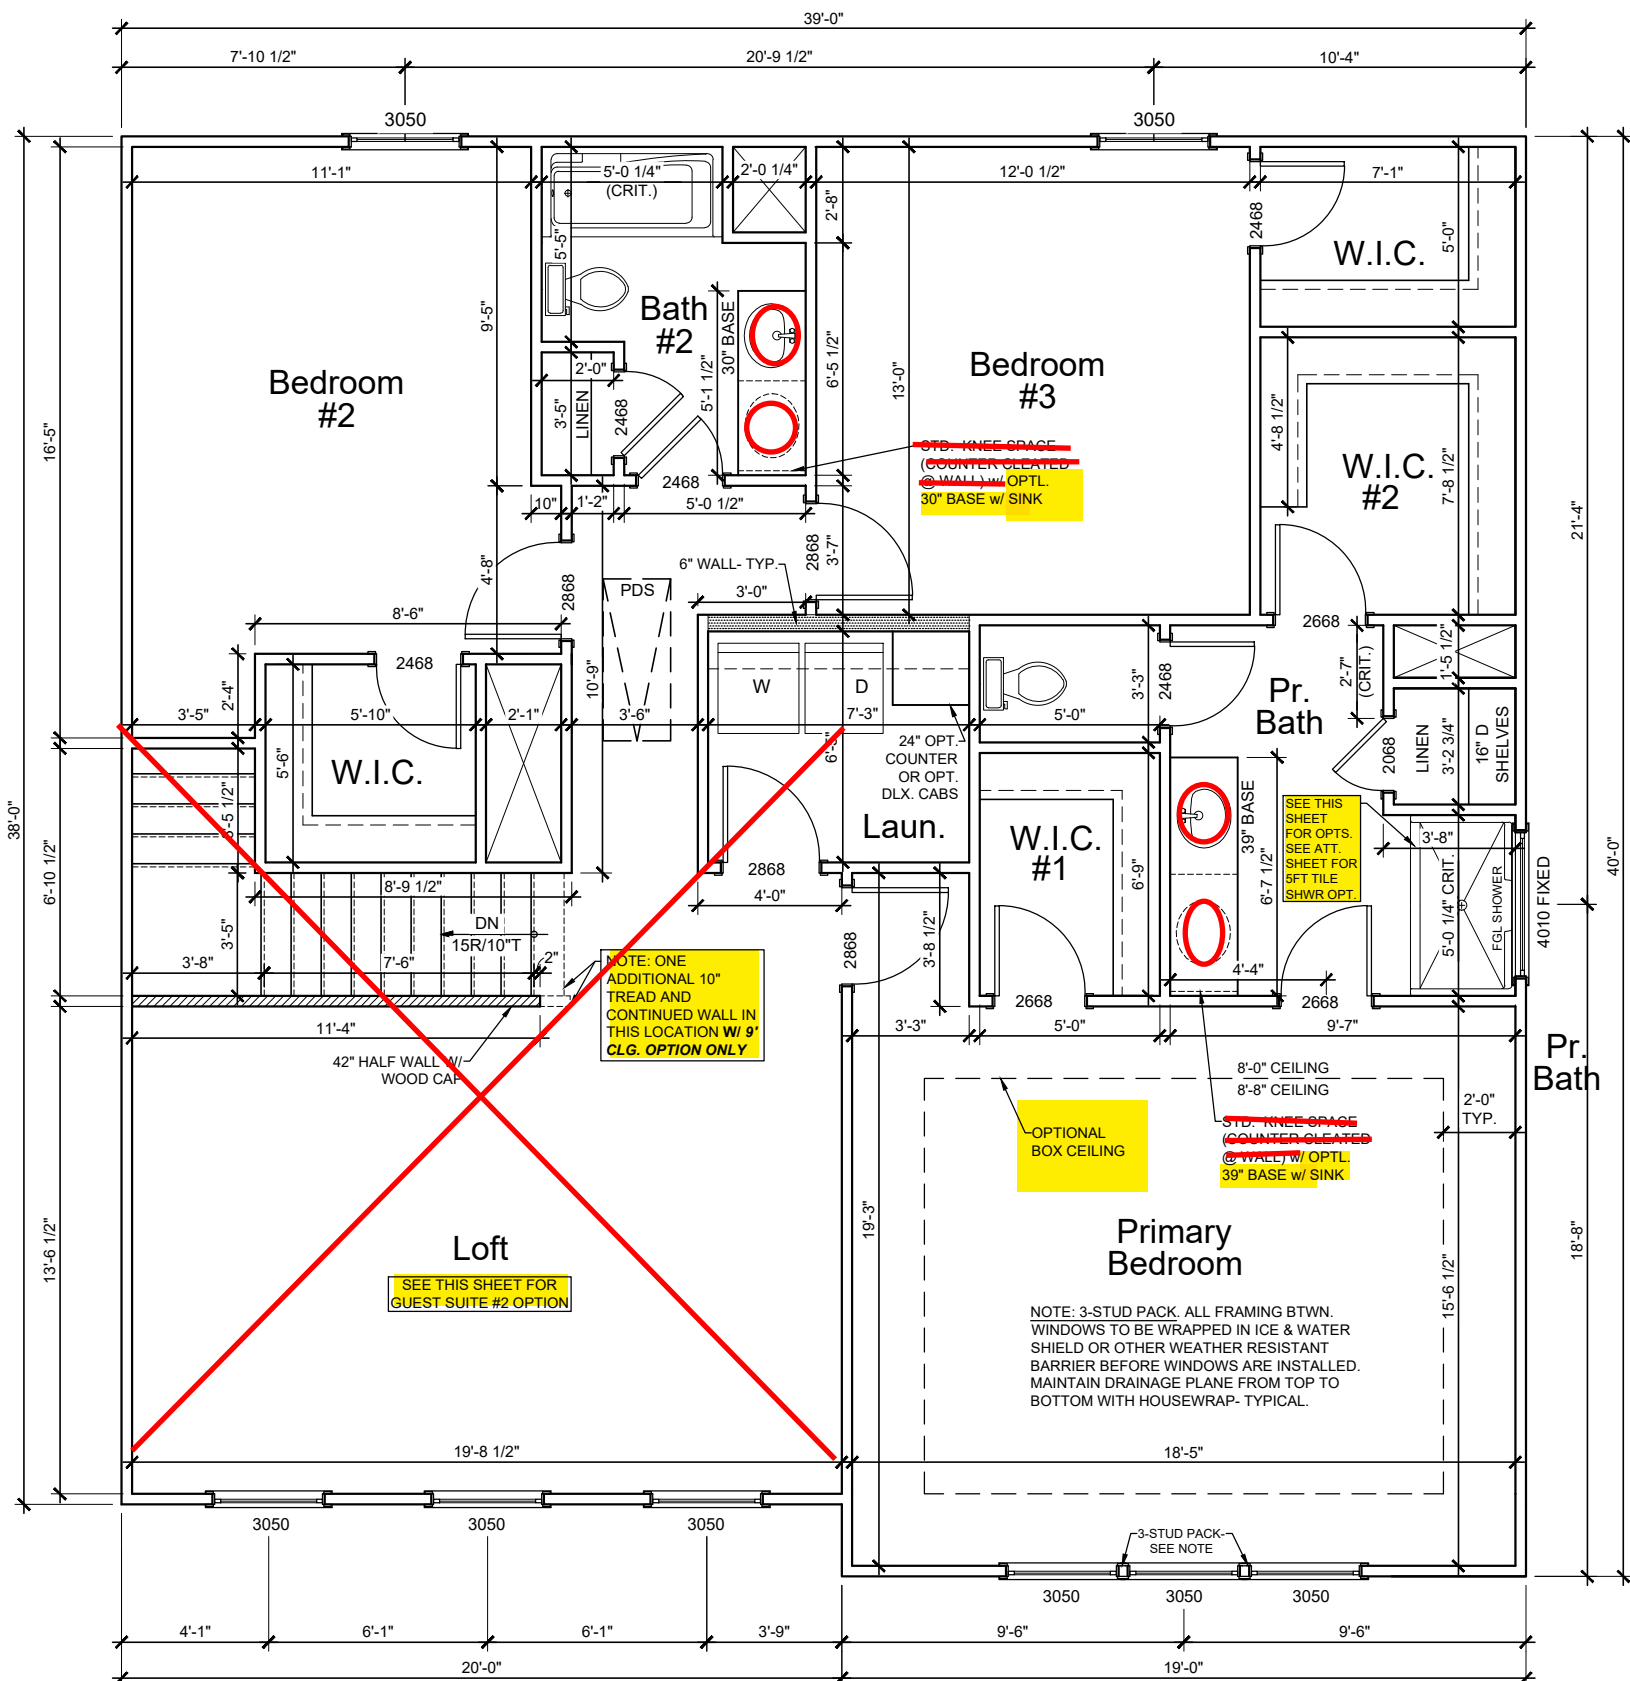 39'-0"
7'-10 1/2"
20'-9 1/2"
10'-4"
3050
3050
11'-1"
5'-0 1/4"
(CRIT.)
2'-0 1/4"
12'-0 1/2"
7'-1"
2'-8"
2468
5'-0"
W.I.C.
5'-5"
9'-5"
Bath
#2
30" BASE
6'-5 1/2"
13'-0"
Bedroom
#2
Bedroom
#3
2'-0"
3'-5"
LINEN
2468
5'-1 1/2"
4'-8 1/2"
W.I.C.
#2
7'-8 1/2"
16'-5"
STD. KNEE SPACE
(COUNTER CLEATED
@ WALL) w/ OPTL.
30" BASE w/ SINK
2468
10"
1'-2"
5'-0 1/2"
21'-4"
4'-8"
2868
6" WALL- TYP.
2868
3'-7"
PDS
3'-0"
8'-6"
2668
2468
10'-9"
W
D
2'-4"
3'-3"
2468
2'-7"
(CRIT.)
1'-5 1/2"
Pr.
Bath
3'-5"
5'-10"
2'-1"
3'-6"
7'-3"
5'-0"
6'-3"
24" OPT.
COUNTER
OR OPT.
DLX. CABS
2068
LINEN
3'-2 3/4"
16" D
SHELVES
5'-6"
W.I.C.
5'-5 1/2"
38'-0"
Laun.
W.I.C.
#1
39" BASE
SEE THIS
SHEET
FOR OPTS.
SEE ATT.
SHEET FOR
5FT TILE
SHWR OPT.
3'-8"
40'-0"
6'-10 1/2"
2868
4'-0"
6'-9"
6'-7 1/2"
8'-9 1/2"
DN
15R/10"T
3'-5"
3'-8"
7'-6"
2"
2868
3'-8 1/2"
5'-0 1/4" CRIT.
FGL SHOWER
4010 FIXED
NOTE: ONE
ADDITIONAL 10"
TREAD AND
CONTINUED WALL IN
THIS LOCATION W/ 9'
CLG. OPTION ONLY
4'-4"
2668
2668
11'-4"
3'-3"
5'-0"
9'-7"
42" HALF WALL W/
WOOD CAP
Pr.
Bath
8'-0" CEILING
8'-8" CEILING
2'-0"
TYP.
OPTIONAL
BOX CEILING
STD. KNEE SPACE
(COUNTER CLEATED
@ WALL) w/ OPTL.
39" BASE w/ SINK
19'-3"
18'-8"
13'-6 1/2"
Loft
SEE THIS SHEET FOR
GUEST SUITE #2 OPTION
Primary
Bedroom
15'-6 1/2"
NOTE: 3-STUD PACK. ALL FRAMING BTWN.
WINDOWS TO BE WRAPPED IN ICE & WATER
SHIELD OR OTHER WEATHER RESISTANT
BARRIER BEFORE WINDOWS ARE INSTALLED.
MAINTAIN DRAINAGE PLANE FROM TOP TO
BOTTOM WITH HOUSEWRAP- TYPICAL.
19'-8 1/2"
18'-5"
3050
3050
3050
3-STUD PACK-
SEE NOTE
3050
3050
3050
4'-1"
6'-1"
6'-1"
3'-9"
9'-6"
9'-6"
20'-0"
19'-0"